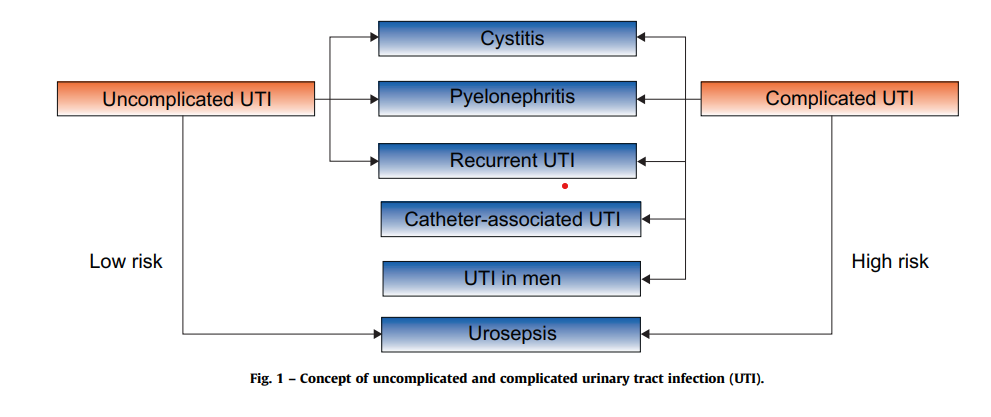 Cystitis
Uncomplicated UTI
Pyelonephritis
Complicated UTI
Recurrent UTI
Catheter-associated UTI
Low risk
High risk
UTI in men
Urosepsis
Fig. 1 – Concept of uncomplicated and complicated urinary tract infection (UTI).